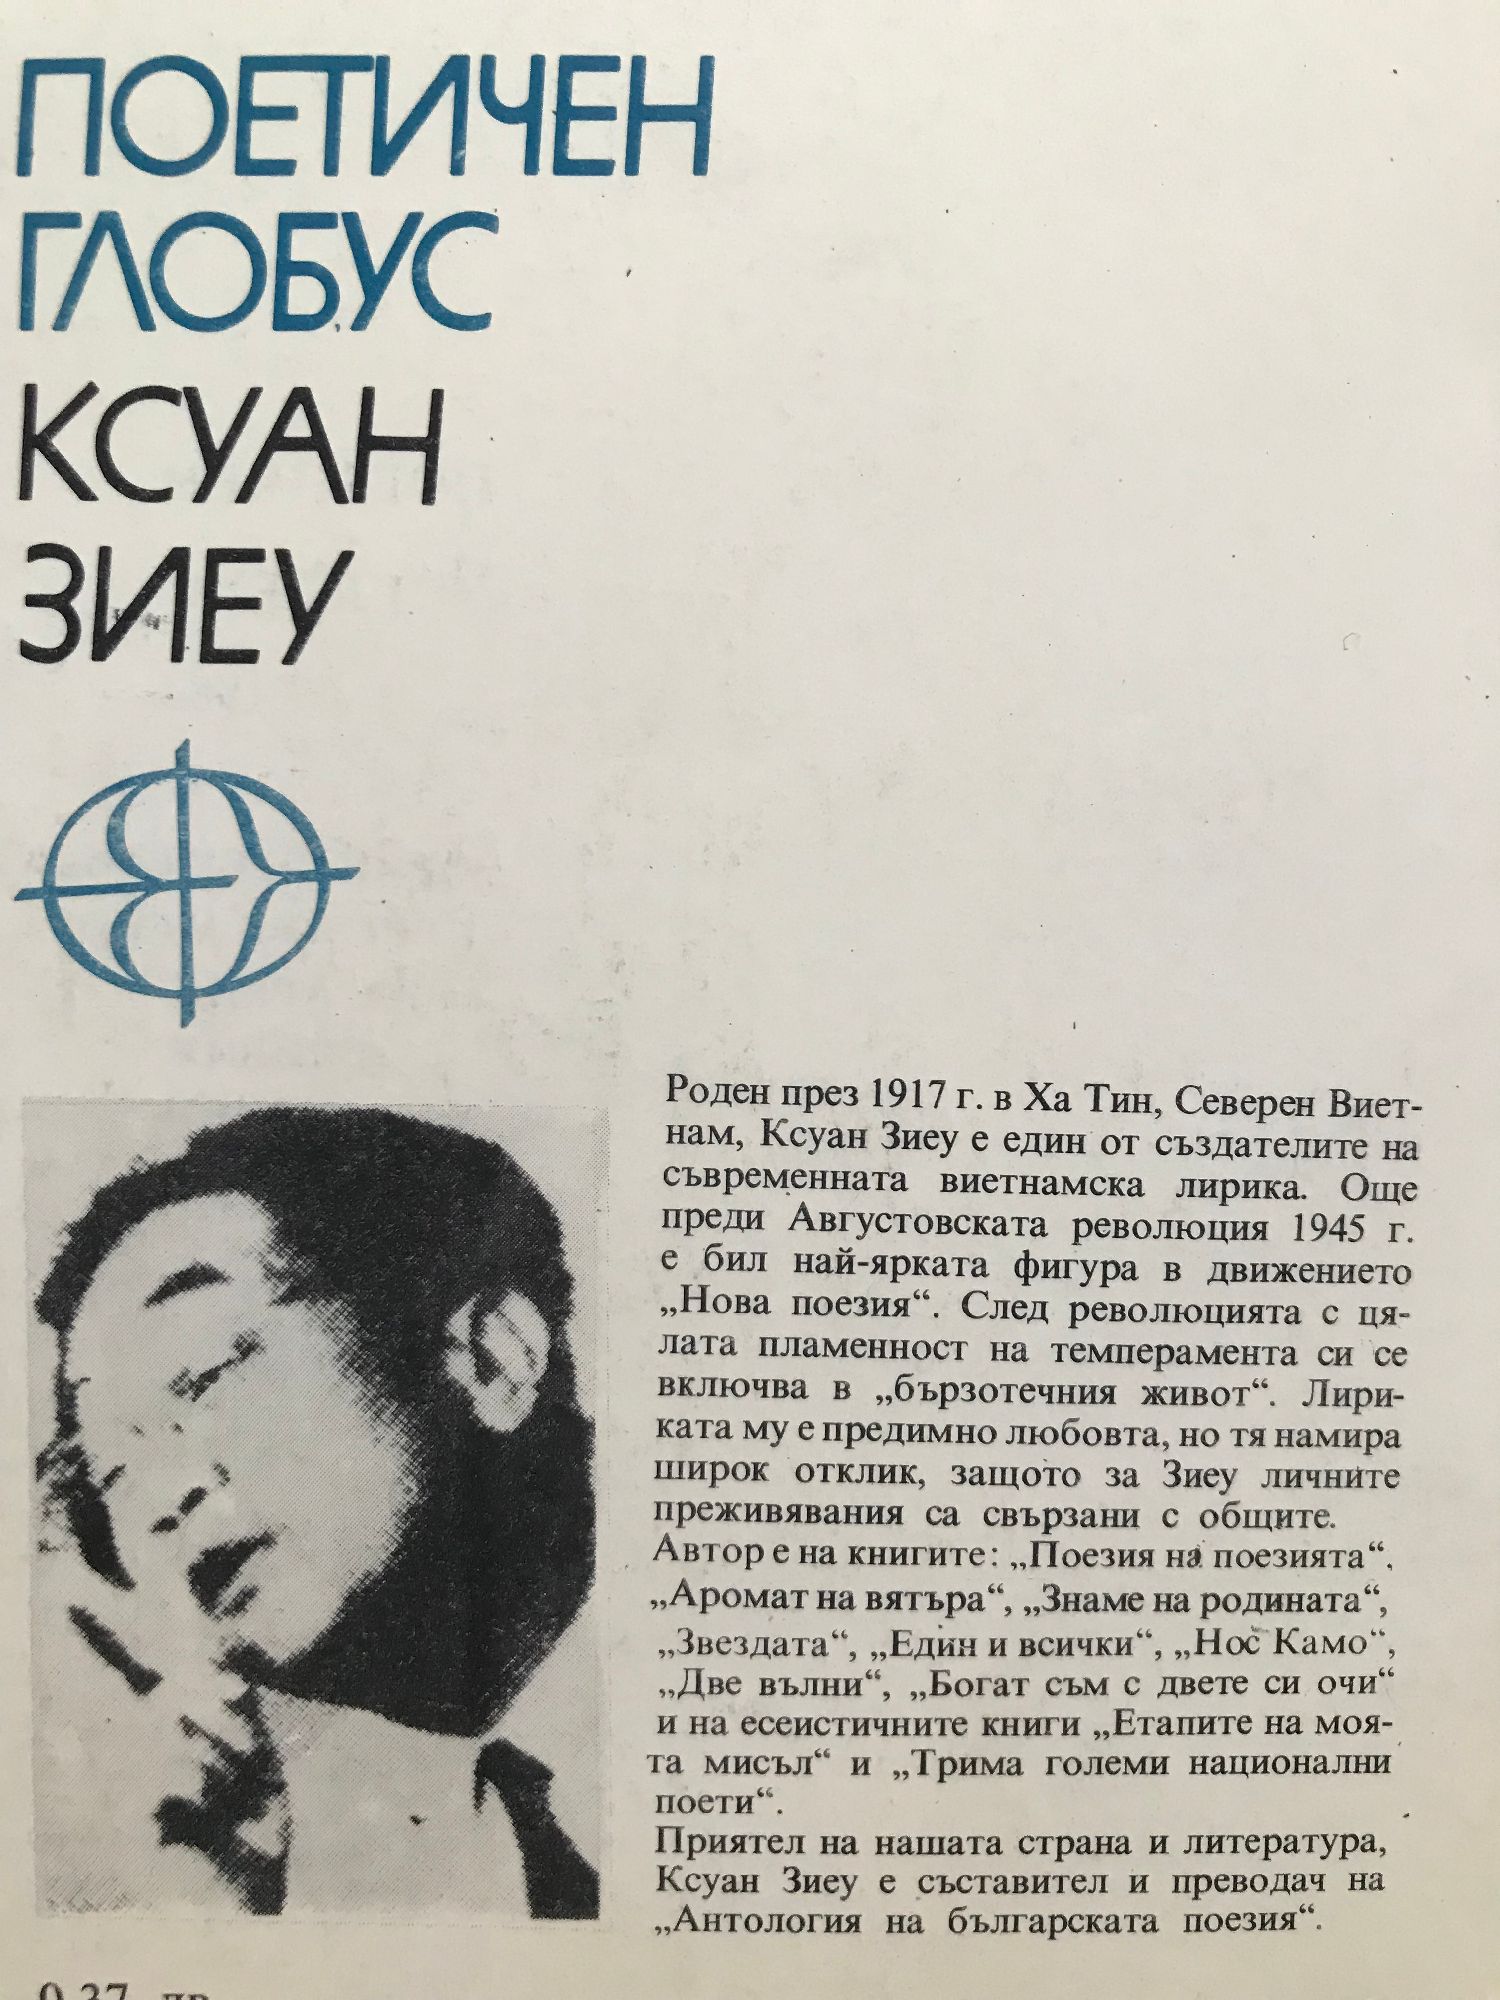 ПОЕТИЧЕН
ГЛОБУС
КСУАН
ЗИЕУ
Роден през 1917 г. в Ха Тин, Северен Виет-
нам, Ксуан Зиеу е един от създателите на
съвременната виетнамска лирика. Още
преди Августовската революция 1945 г.
е бил най-ярката фигура в движението
„Нова поезия“. След революцията с ця-
лата пламенност на темперамента си се
включва в „бързотечния живот“. Лири-
ката му е предимно любовта, но тя намира
широк отклик, защото за Зиеу личните
преживявания са свързани с общите.
Автор е на книгите: „Поезия на поезията“,
„Аромат на вятъра“, „Знаме на родината“,
„Звездата“, „Един и всички“, „Нос Камо“,
„Две вълни“, „Богат съм с двете си очи“
и на есеистичните книги „Етапите на моя-
та мисъл“ и „Трима големи национални
поети“.
Приятел на нашата страна и литература,
Ксуан Зиеу е съставител и преводач на
„Антология на българската поезия“.
0,37 лв